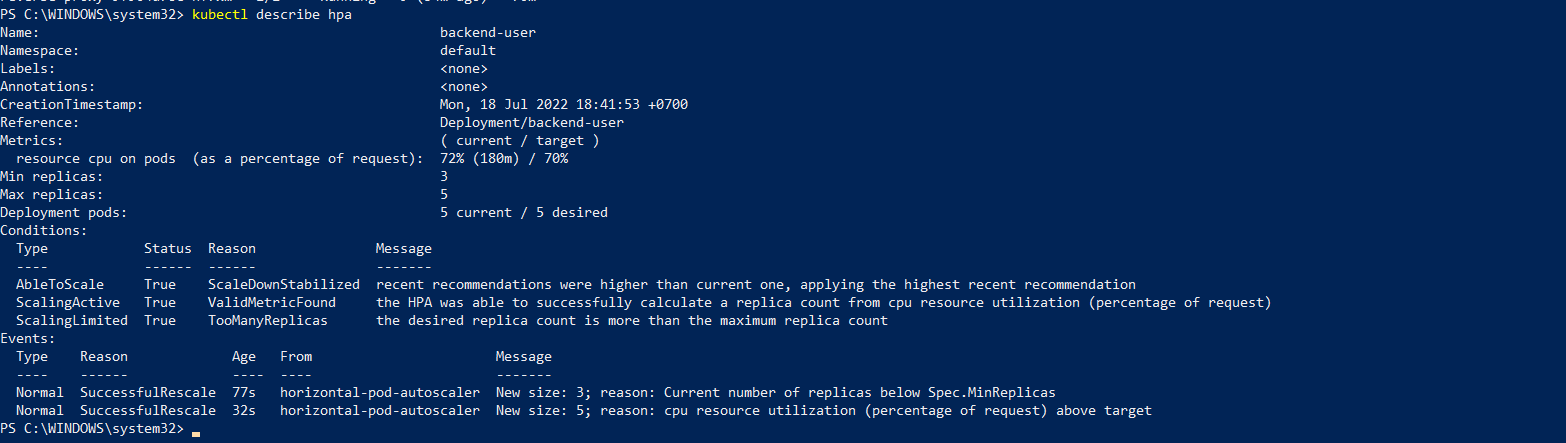 PS C:\WINDOWS\system32> kubectl describe hpa
Name: backend-user
Namespace: default
Labels: <none>
Annotations: <none>
CreationTimestamp: Mon, 18 Jul 2022 18:41:53 +0700
Reference: Deployment/backend-user
Metrics: ( current / target )
  resource cpu on pods  (as a percentage of request): 72% (180m) / 70%
Min replicas: 3
Max replicas: 5
Deployment pods: 5 current / 5 desired
Conditions:
  Type            Status  Reason               Message
  ----            ------  ------               -------
  AbleToScale     True    ScaleDownStabilized  recent recommendations were higher than current one, applying the highest recent recommendation
  ScalingActive   True    ValidMetricFound     the HPA was able to successfully calculate a replica count from cpu resource utilization (percentage of request)
  ScalingLimited  True    TooManyReplicas      the desired replica count is more than the maximum replica count
Events:
  Type    Reason             Age   From                       Message
  ----    ------             ----  ----                       -------
  Normal  SuccessfulRescale  77s   horizontal-pod-autoscaler  New size: 3; reason: Current number of replicas below Spec.MinReplicas
  Normal  SuccessfulRescale  32s   horizontal-pod-autoscaler  New size: 5; reason: cpu resource utilization (percentage of request) above target
PS C:\WINDOWS\system32>